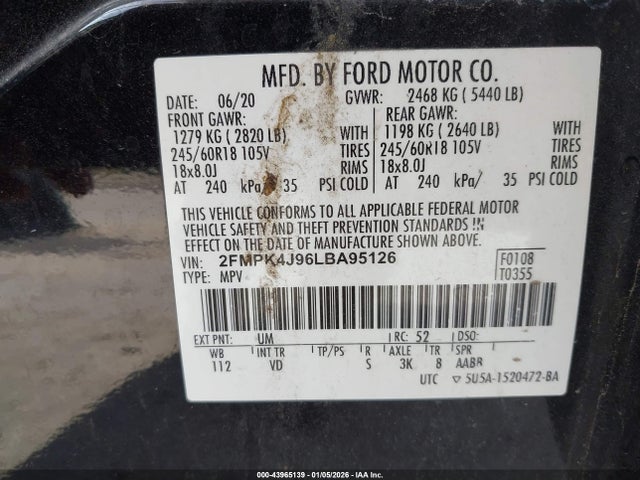 MFD. BY FORD MOTOR CO.
DATE: 06/20 GVWR: 2468 KG ( 5440 LB)
FRONT GAWR: REAR GAWR:
1279 KG ( 2820 LB) WITH 1198 KG ( 2640 LB) WITH
245/60R18 105V TIRES 245/60R18 105V TIRES
18x8.0J RIMS 18x8.0J RIMS
AT 240 kPa/ 35 PSI COLD AT 240 kPa/ 35 PSI COLD
THIS VEHICLE CONFORMS TO ALL APPLICABLE FEDERAL MOTOR
VEHICLE SAFETY AND THEFT PREVENTION STANDARDS IN
EFFECT ON THE DATE OF MANUFACTURE SHOWN ABOVE.
VIN: 2FMPK4J96LBA95126 F0108
TYPE: MPV T0355
EXT PNT: UM RC: 52 DSO:
WB INT TR TP/PS R AXLE TR SPR
112 VD S 3K 8 AABR
UTC ▽ 5U5A-1520472-BA
000-43965139 | 01/05/2026 - IAA Inc.